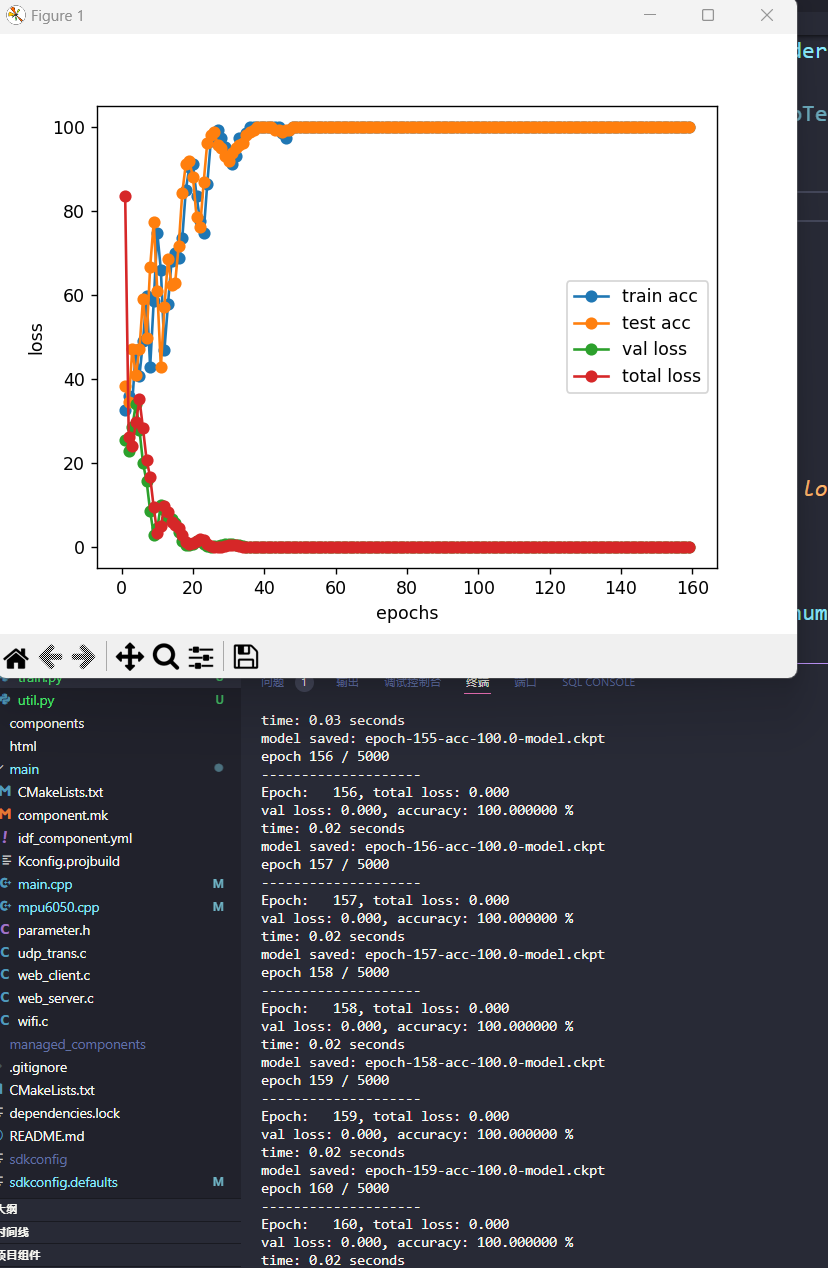 Figure 1
100
80
60
40
20
0
loss
train acc
test acc
val loss
total loss
0 20 40 60 80 100 120 140 160
epochs
der
lo
num
train.py U
util.py U
components
html
main
CMakeLists.txt
component.mk
idf_component.yml
Kconfig.projbuild
main.cpp M
mpu6050.cpp M
parameter.h
udp_trans.c
web_client.c
web_server.c
wifi.c
managed_components
.gitignore
CMakeLists.txt
dependencies.lock
README.md
sdkconfig
sdkconfig.defaults M
大纲
时间线
项目组件
问题 1 输出 调试控制台 终端 端口 SQL CONSOLE
time: 0.03 seconds
model saved: epoch-155-acc-100.0-model.ckpt
epoch 156 / 5000
--------------------
Epoch:   156, total loss: 0.000
val loss: 0.000, accuracy: 100.000000 %
time: 0.02 seconds
model saved: epoch-156-acc-100.0-model.ckpt
epoch 157 / 5000
--------------------
Epoch:   157, total loss: 0.000
val loss: 0.000, accuracy: 100.000000 %
time: 0.02 seconds
model saved: epoch-157-acc-100.0-model.ckpt
epoch 158 / 5000
--------------------
Epoch:   158, total loss: 0.000
val loss: 0.000, accuracy: 100.000000 %
time: 0.02 seconds
model saved: epoch-158-acc-100.0-model.ckpt
epoch 159 / 5000
--------------------
Epoch:   159, total loss: 0.000
val loss: 0.000, accuracy: 100.000000 %
time: 0.02 seconds
model saved: epoch-159-acc-100.0-model.ckpt
epoch 160 / 5000
--------------------
Epoch:   160, total loss: 0.000
val loss: 0.000, accuracy: 100.000000 %
time: 0.02 seconds